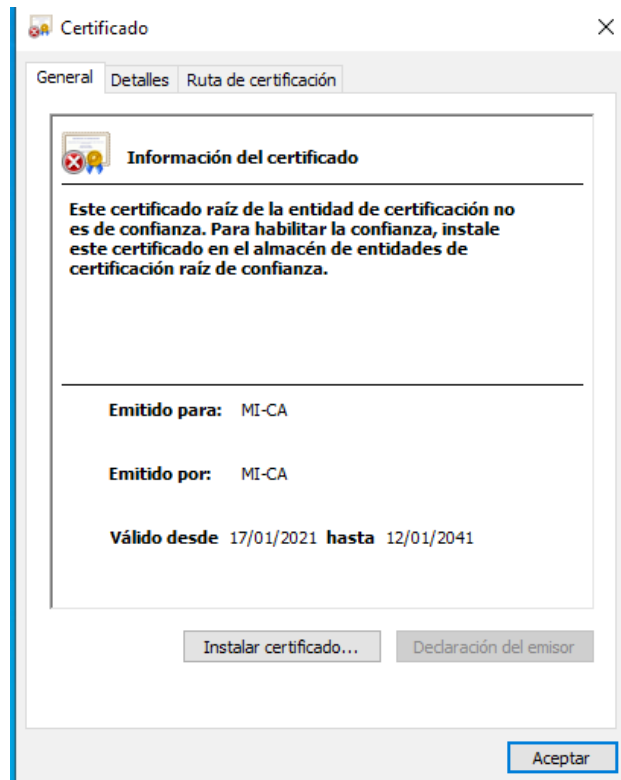 Certificado
General Detalles Ruta de certificación
Información del certificado
Este certificado raíz de la entidad de certificación no
es de confianza. Para habilitar la confianza, instale
este certificado en el almacén de entidades de
certificación raíz de confianza.
Emitido para: MI-CA
Emitido por: MI-CA
Válido desde 17/01/2021 hasta 12/01/2041
Instalar certificado... Declaración del emisor
Aceptar